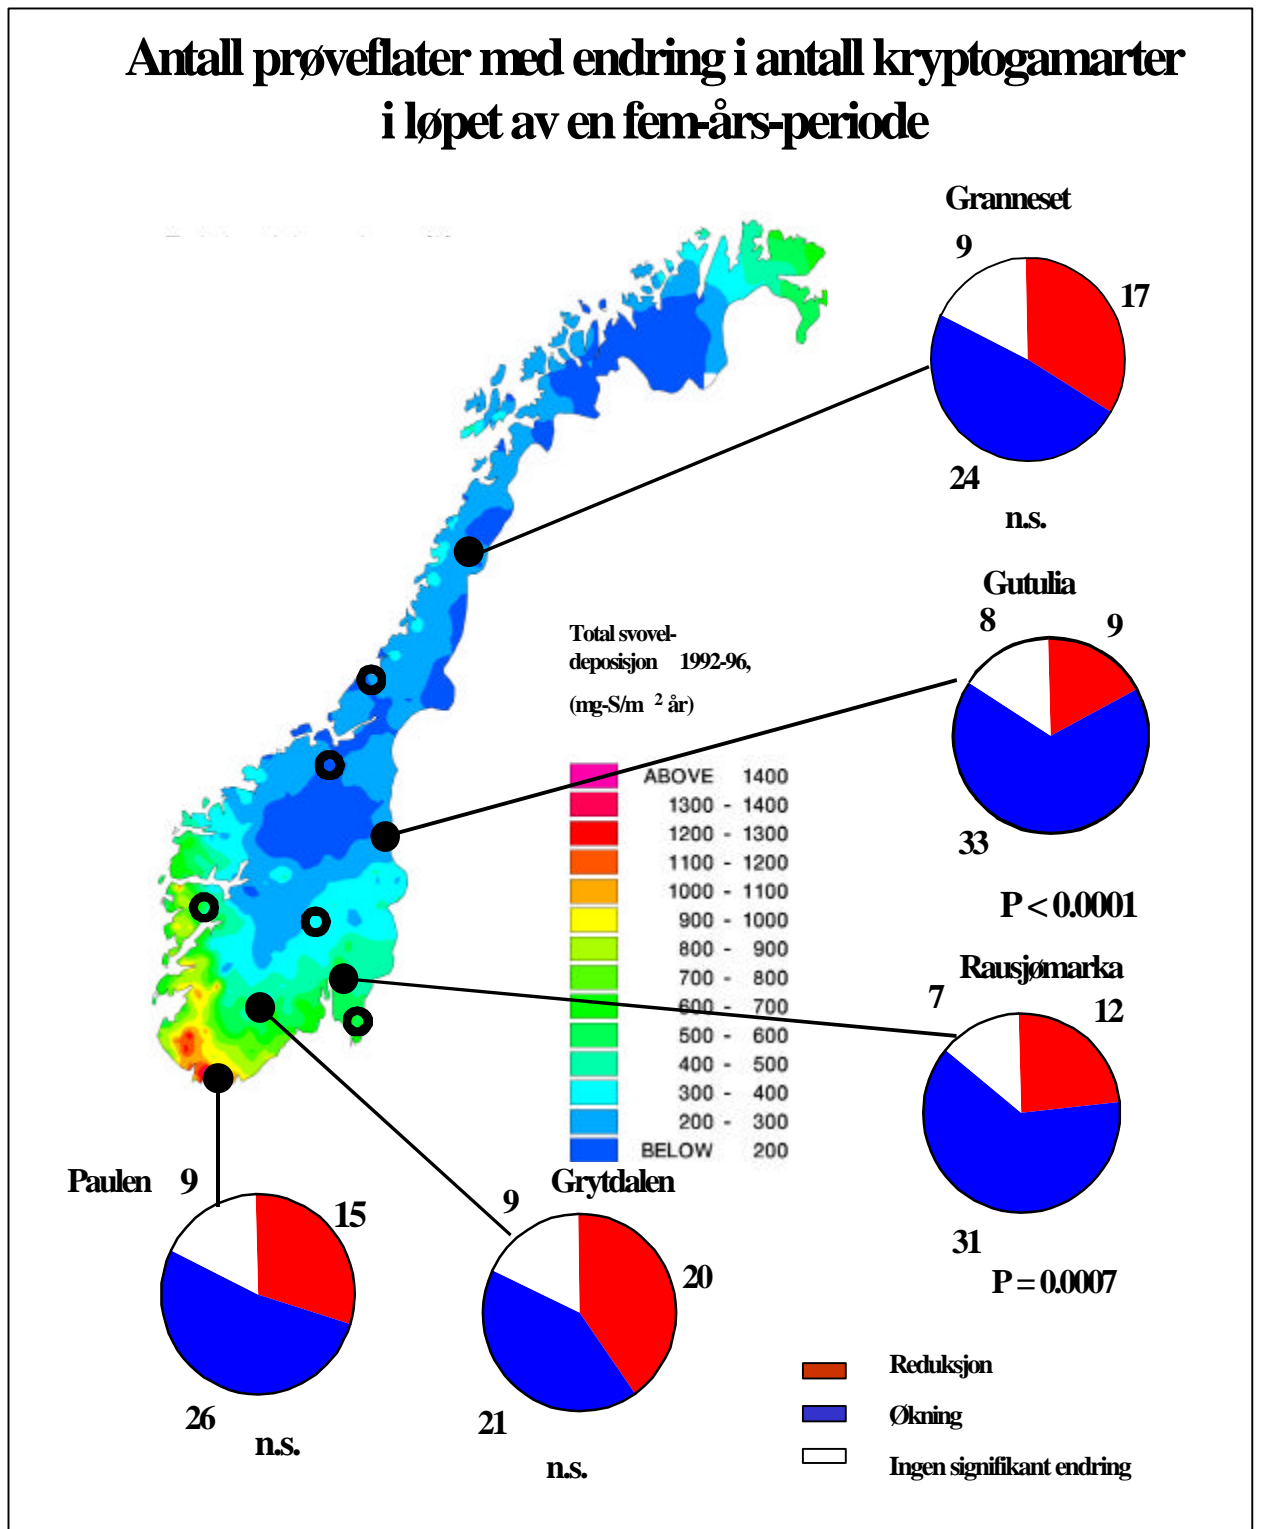 Antall prøveflater med endring i antall kryptogamarter
i løpet av en fem-års-periode
Granneset
9
17
24
n.s.
Gutulia
8
9
33
P < 0.0001
Total svovel-
deposisjon 1992-96,
(mg-S/m 2 år)
ABOVE 1400
1300 - 1400
1200 - 1300
1100 - 1200
1000 - 1100
900 - 1000
800 - 900
700 - 800
600 - 700
500 - 600
400 - 500
300 - 400
200 - 300
BELOW 200
Rausjømarka
7
12
31
P = 0.0007
Paulen
9
15
26
n.s.
Grytdalen
9
20
21
n.s.
Reduksjon
Økning
Ingen signifikant endring